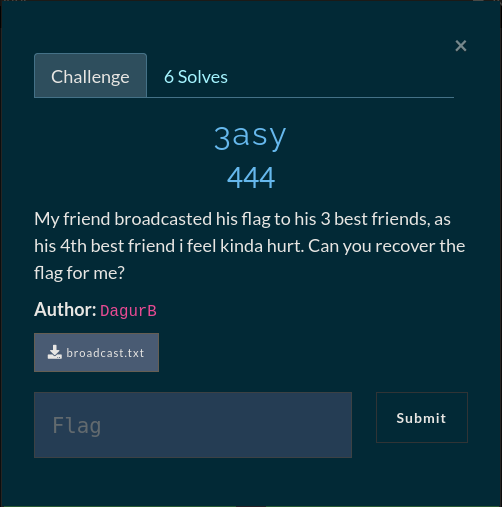 ×
Challenge
6 Solves
3asy
444
My friend broadcasted his flag to his 3 best friends, as
his 4th best friend i feel kinda hurt. Can you recover the
flag for me?
Author: DagurB
broadcast.txt
Flag
Submit